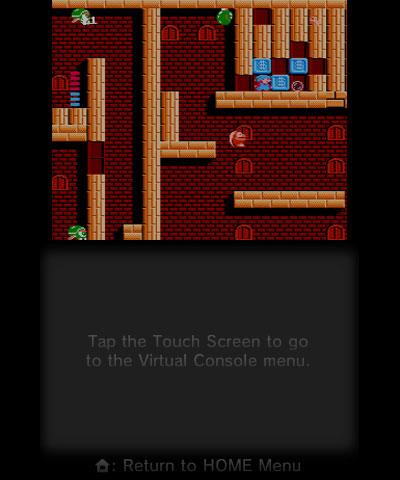 Tap the Touch Screen to go
to the Virtual Console menu.
: Return to HOME Menu